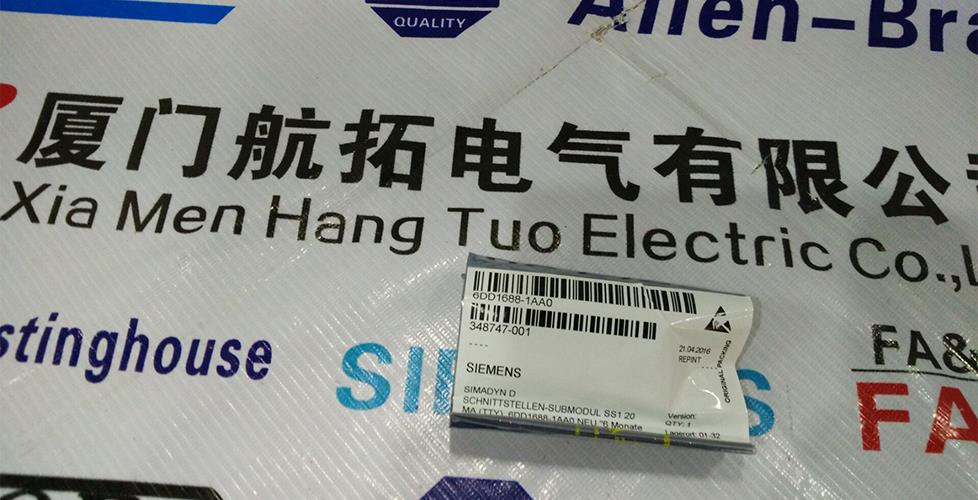 QUALITY
Allen-Bra
厦门航拓电气有限公
Xia Men Hang Tuo Electric Co.,
stinghouse
SI
S
FA&
FA
6DD1688-1AA0
348747-001
----
21.04.2016
REPINT
ORIGINAL PACKING
SIEMENS
SIMADYN D
SCHNITTSTELLEN-SUBMODUL SS1 20
MA (TTY), 6DD1688-1AA0 NEU "6 Monate
Version:
QTY: 1
Lagerort: 01-32